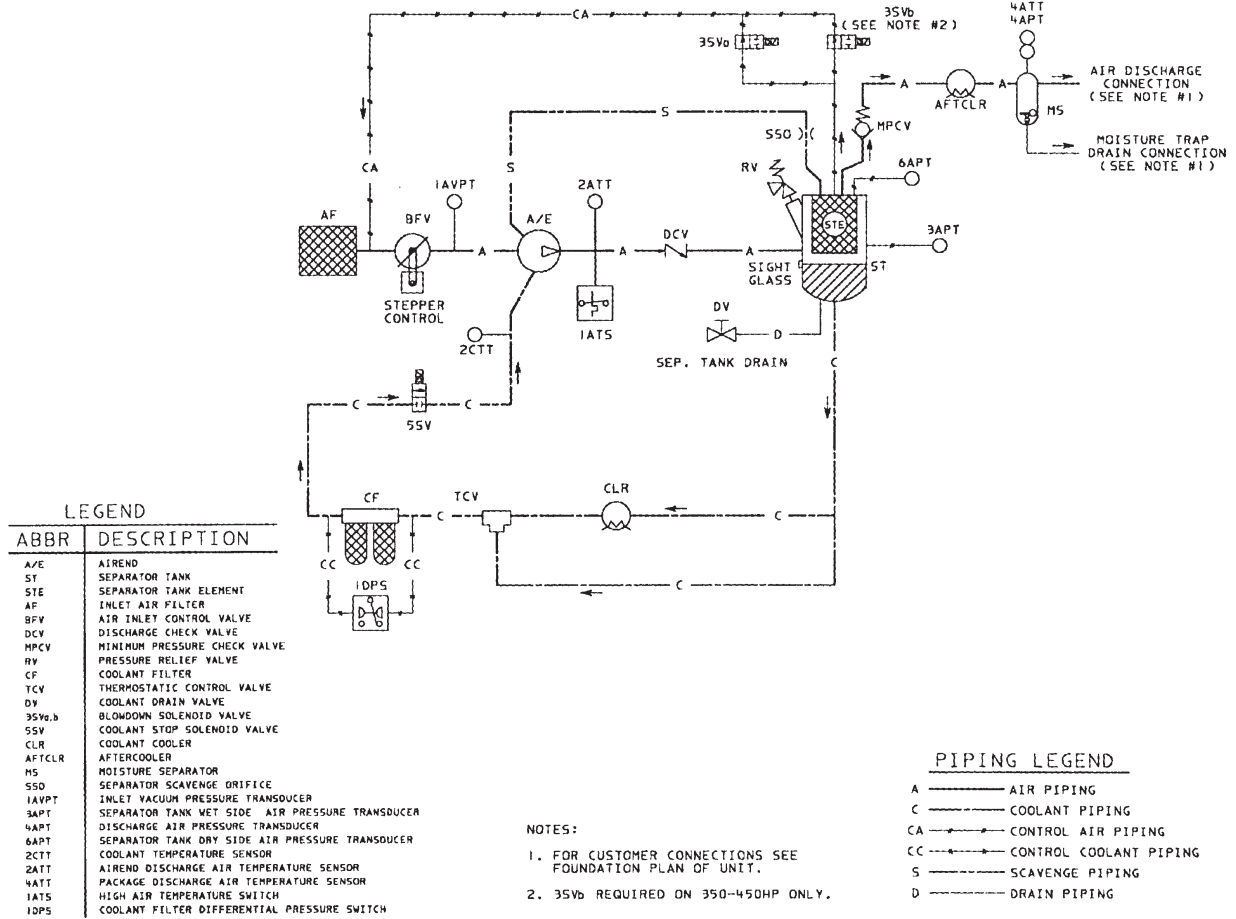 CA
3SVb
(SEE NOTE #2)
4ATT
4APT
3SVa
A
AFTCLR
A
AIR DISCHARGE
CONNECTION
(SEE NOTE #1)
MS
S
SSO
MPCV
MOISTURE TRAP
DRAIN CONNECTION
(SEE NOTE #1)
CA
S
RV
6APT
1AVPT
2ATT
AF
BFV
A/E
DCV
STE
3APT
A
A
A
SIGHT
GLASS
ST
STEPPER
CONTROL
1ATS
DV
D
2CTT
SEP. TANK DRAIN
C
C
C
5SV
CF
TCV
CLR
C
C
CC
CC
C
1DPS
LEGEND
ABBR DESCRIPTION
A/E AIREND
ST SEPARATOR TANK
STE SEPARATOR TANK ELEMENT
AF INLET AIR FILTER
BFV AIR INLET CONTROL VALVE
DCV DISCHARGE CHECK VALVE
MPCV MINIMUM PRESSURE CHECK VALVE
RV PRESSURE RELIEF VALVE
CF COOLANT FILTER
TCV THERMOSTATIC CONTROL VALVE
DV COOLANT DRAIN VALVE
3SVa,b BLOWDOWN SOLENOID VALVE
5SV COOLANT STOP SOLENOID VALVE
CLR COOLANT COOLER
AFTCLR AFTERCOOLER
MS MOISTURE SEPARATOR
SSO SEPARATOR SCAVENGE ORIFICE
1AVPT INLET VACUUM PRESSURE TRANSDUCER
3APT SEPARATOR TANK WET SIDE AIR PRESSURE TRANSDUCER
4APT DISCHARGE AIR PRESSURE TRANSDUCER
6APT SEPARATOR TANK DRY SIDE AIR PRESSURE TRANSDUCER
2CTT COOLANT TEMPERATURE SENSOR
2ATT AIREND DISCHARGE AIR TEMPERATURE SENSOR
4ATT PACKAGE DISCHARGE AIR TEMPERATURE SENSOR
1ATS HIGH AIR TEMPERATURE SWITCH
1DPS COOLANT FILTER DIFFERENTIAL PRESSURE SWITCH
NOTES:
1. FOR CUSTOMER CONNECTIONS SEE
FOUNDATION PLAN OF UNIT.
2. 3SVb REQUIRED ON 350-450HP ONLY.
PIPING LEGEND
A AIR PIPING
C COOLANT PIPING
CA CONTROL AIR PIPING
CC CONTROL COOLANT PIPING
S SCAVENGE PIPING
D DRAIN PIPING